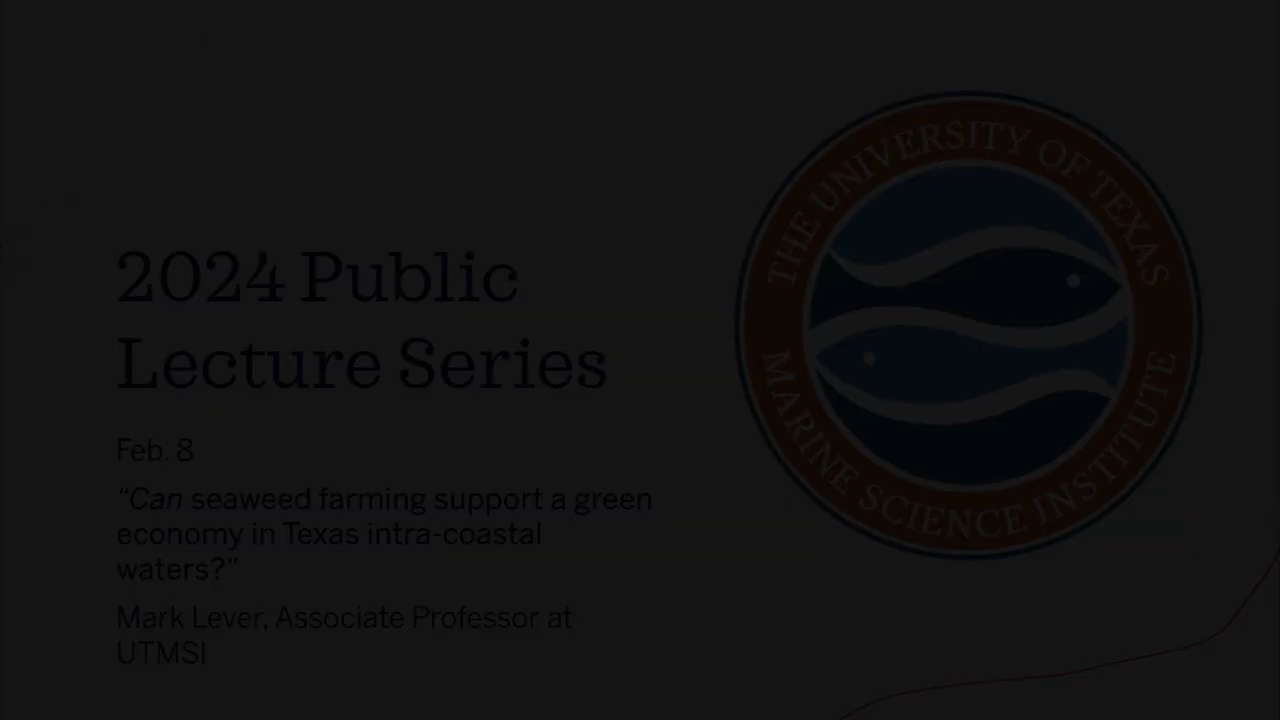 2024 Public
Lecture Series
Feb. 8
“Can seaweed farming support a green
economy in Texas intra-coastal
waters?”
Mark Lever, Associate Professor at
UTMSI
THE UNIVERSITY OF TEXAS
MARINE SCIENCE INSTITUTE